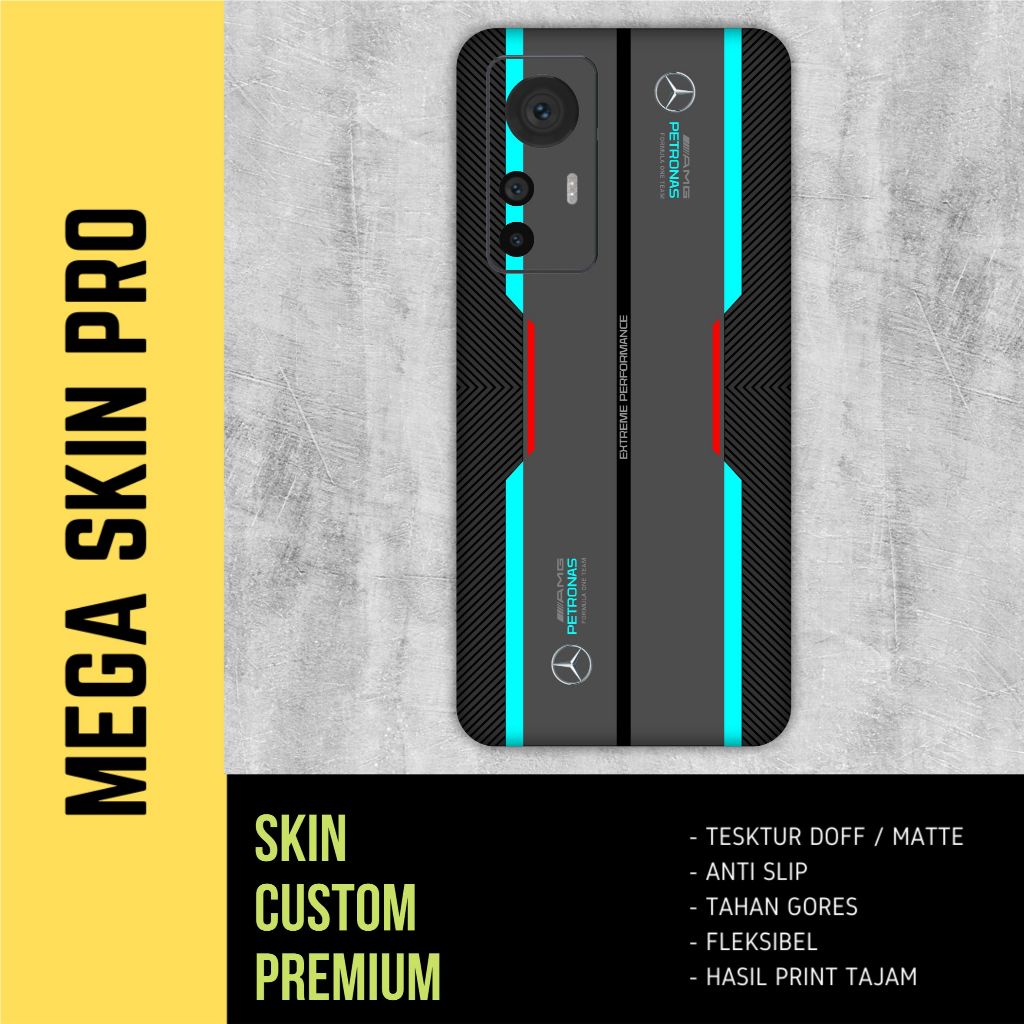 MEGA SKIN PRO
AMG
PETRONAS
FORMULA ONE TEAM
EXTREME PERFORMANCE
AMG
PETRONAS
FORMULA ONE TEAM
SKIN
CUSTOM
PREMIUM
- TESKTUR DOFF / MATTE
- ANTI SLIP
- TAHAN GORES
- FLEKSIBEL
- HASIL PRINT TAJAM